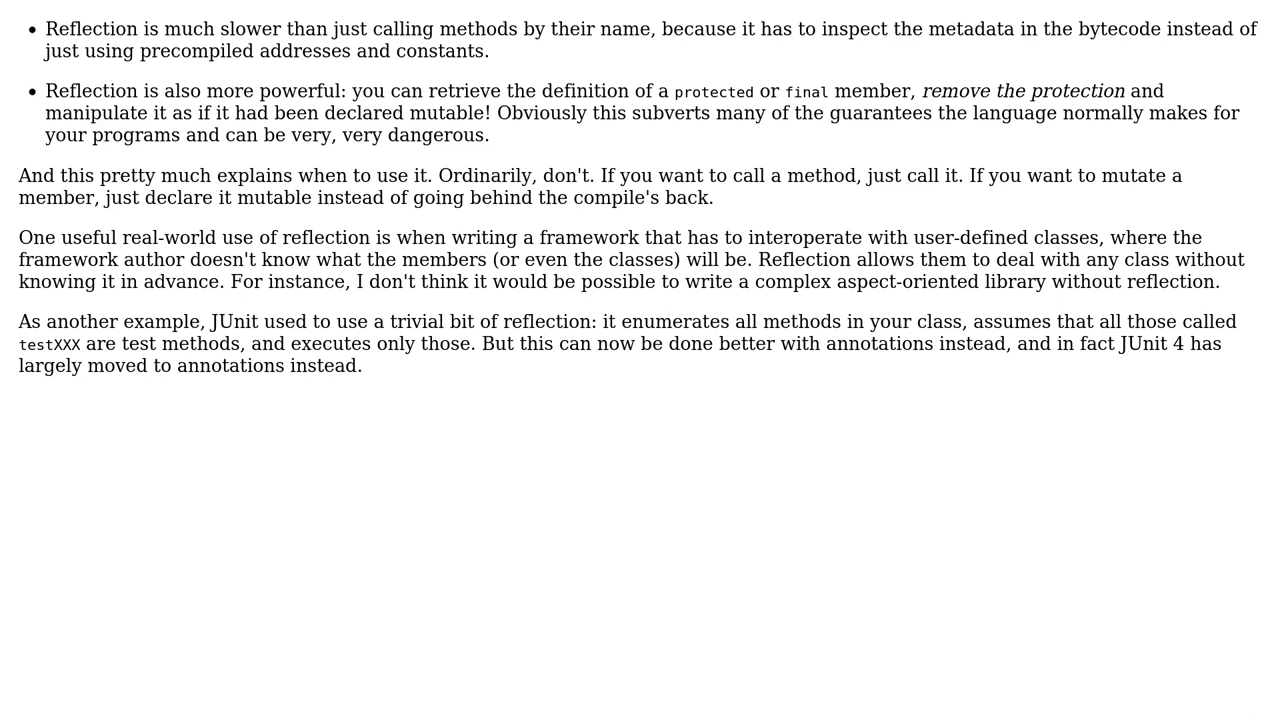 Reflection is much slower than just calling methods by their name, because it has to inspect the metadata in the bytecode instead of
just using precompiled addresses and constants.
Reflection is also more powerful: you can retrieve the definition of a protected or final member, remove the protection and
manipulate it as if it had been declared mutable! Obviously this subverts many of the guarantees the language normally makes for
your programs and can be very, very dangerous.
And this pretty much explains when to use it. Ordinarily, don't. If you want to call a method, just call it. If you want to mutate a
member, just declare it mutable instead of going behind the compile's back.
One useful real-world use of reflection is when writing a framework that has to interoperate with user-defined classes, where the
framework author doesn't know what the members (or even the classes) will be. Reflection allows them to deal with any class without
knowing it in advance. For instance, I don't think it would be possible to write a complex aspect-oriented library without reflection.
As another example, JUnit used to use a trivial bit of reflection: it enumerates all methods in your class, assumes that all those called
testXXX are test methods, and executes only those. But this can now be done better with annotations instead, and in fact JUnit 4 has
largely moved to annotations instead.